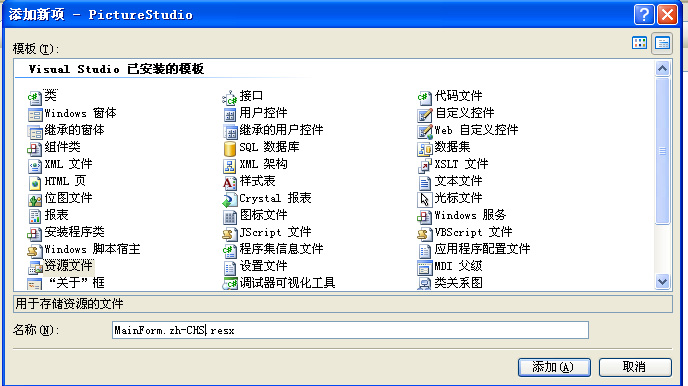 添加新项 - PictureStudio
模板(T):
Visual Studio 已安装的模板
类 接口 代码文件
Windows 窗体 用户控件 自定义控件
继承的窗体 继承的用户控件 Web 自定义控件
组件类 SQL 数据库 数据集
XML 文件 XML 架构 XSLT 文件
HTML 页 样式表 文本文件
位图文件 Crystal 报表 光标文件
报表 图标文件 Windows 服务
安装程序类 JScript 文件 VBScript 文件
Windows 脚本宿主 程序集信息文件 应用程序配置文件
资源文件 设置文件 MDI 父级
“关于”框 调试器可视化工具 类关系图
用于存储资源的文件
名称(N): MainForm.zh-CHS.resx
添加(A) 取消